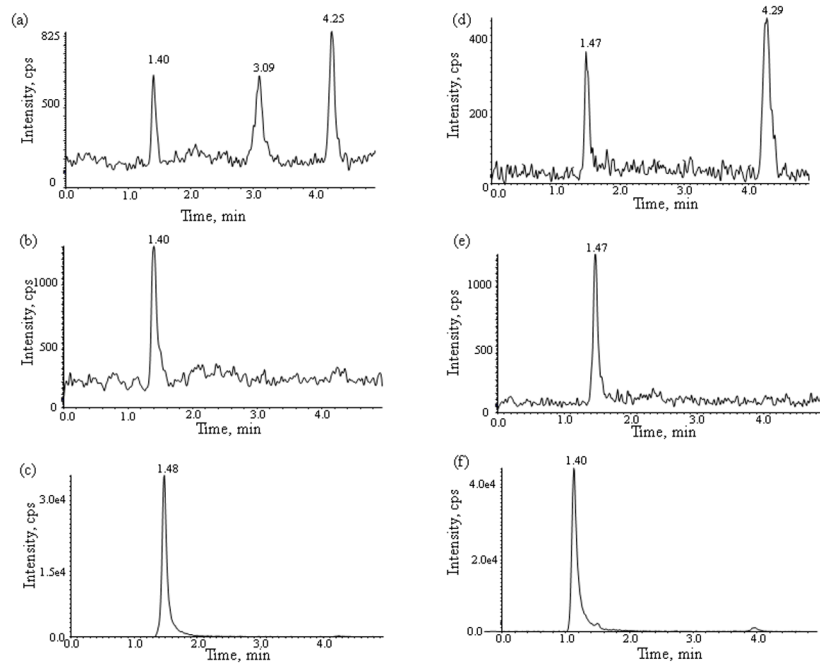 (a)
4.25
825
1.40
3.09
500
0
0.0 1.0 2.0 3.0 4.0
Intensity, cps
Time, min
(d)
4.29
400
1.47
200
0
0.0 1.0 2.0 3.0 4.0
Intensity, cps
Time, min
(b)
1.40
1000
500
0
0.0 1.0 2.0 3.0 4.0
Intensity, cps
Time, min
(e)
1.47
1000
500
0
0.0 1.0 2.0 3.0 4.0
Intensity, cps
Time, min
(c)
1.48
3.0e4
1.5e4
0.0
0.0 1.0 2.0 3.0 4.0
Intensity, cps
Time, min
(f)
1.40
4.0e4
2.0e4
0.0
0.0 1.0 2.0 3.0 4.0
Intensity, cps
Time, min